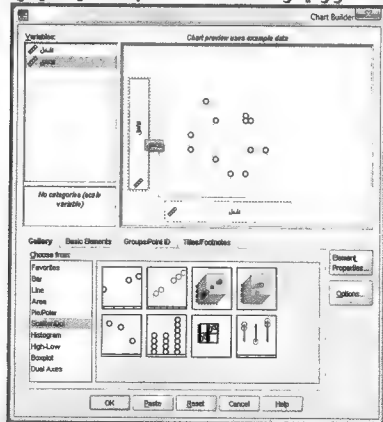 Chart Builder
Variables:
Chart preview uses example data
No categories (scale
variable)
Gallery
Basic Elements
Groups/Point ID
Titles/Footnotes
Choose from:
Favorites
Bar
Line
Area
Pie/Polar
Scatter/Dot
Histogram
High-Low
Boxplot
Dual Axes
Element
Properties...
Options...
OK
Paste
Reset
Cancel
Help